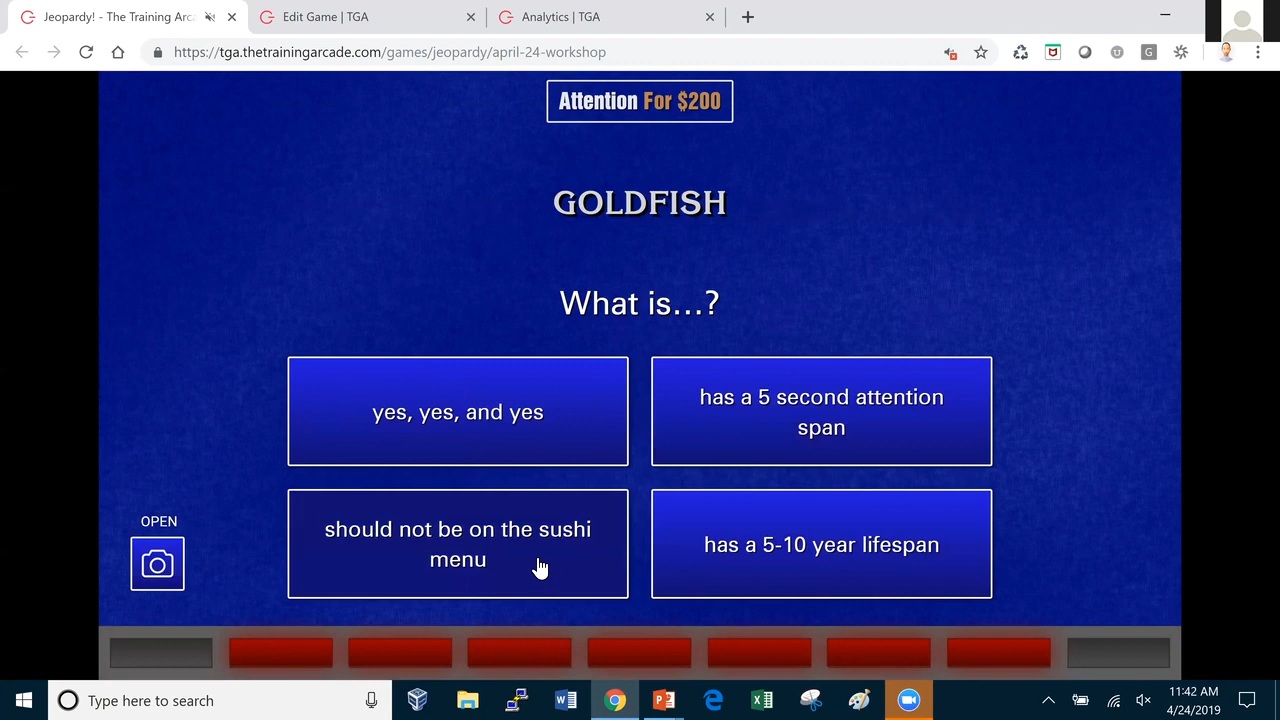 Jeopardy! - The Training Arc
Edit Game | TGA
Analytics | TGA
https://tga.thetrainingarcade.com/games/jeopardy/april-24-workshop
G
Attention For $200
GOLDFISH
What is...?
yes, yes, and yes
has a 5 second attention
span
should not be on the sushi
menu
has a 5-10 year lifespan
OPEN
Type here to search
11:42 AM
4/24/2019